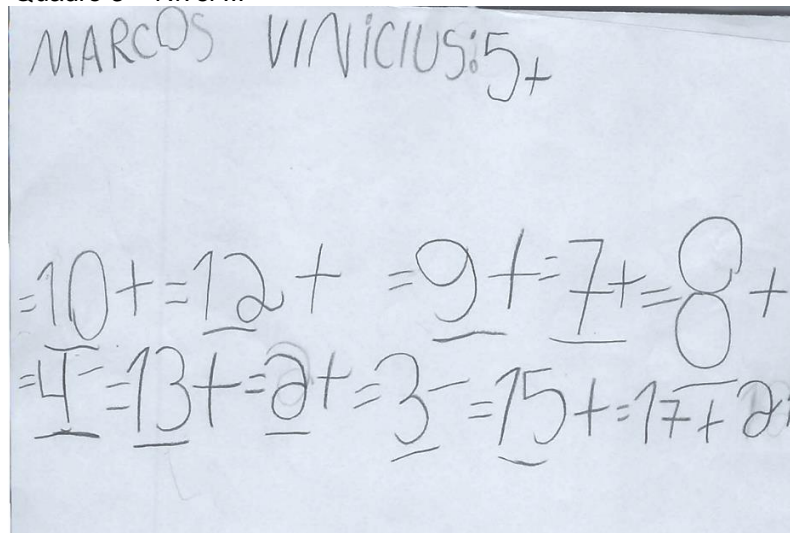 MARCOS VINICIUS: 5+
=10+=12+ =9+=7+=8+
=4-=13+=2+=3-=15+=17+2